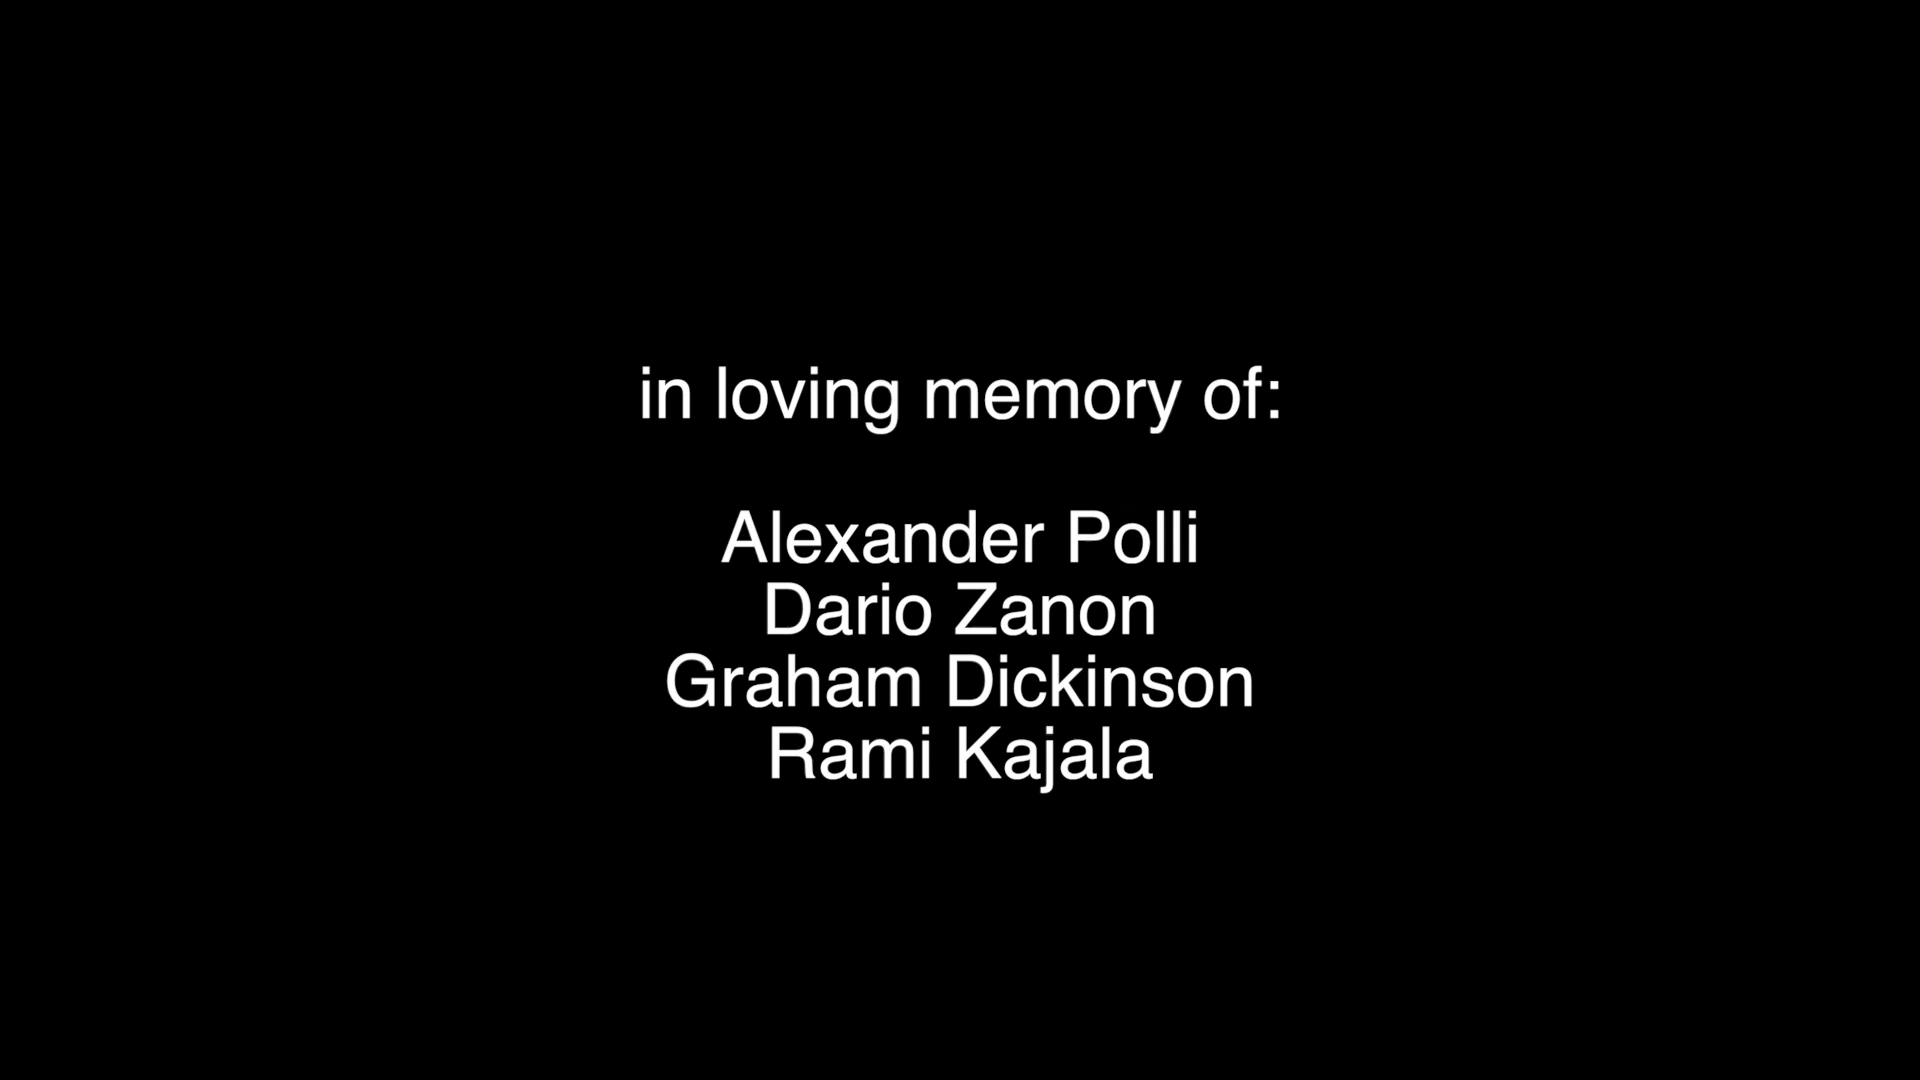 in loving memory of:
Alexander Polli
Dario Zanon
Graham Dickinson
Rami Kajala